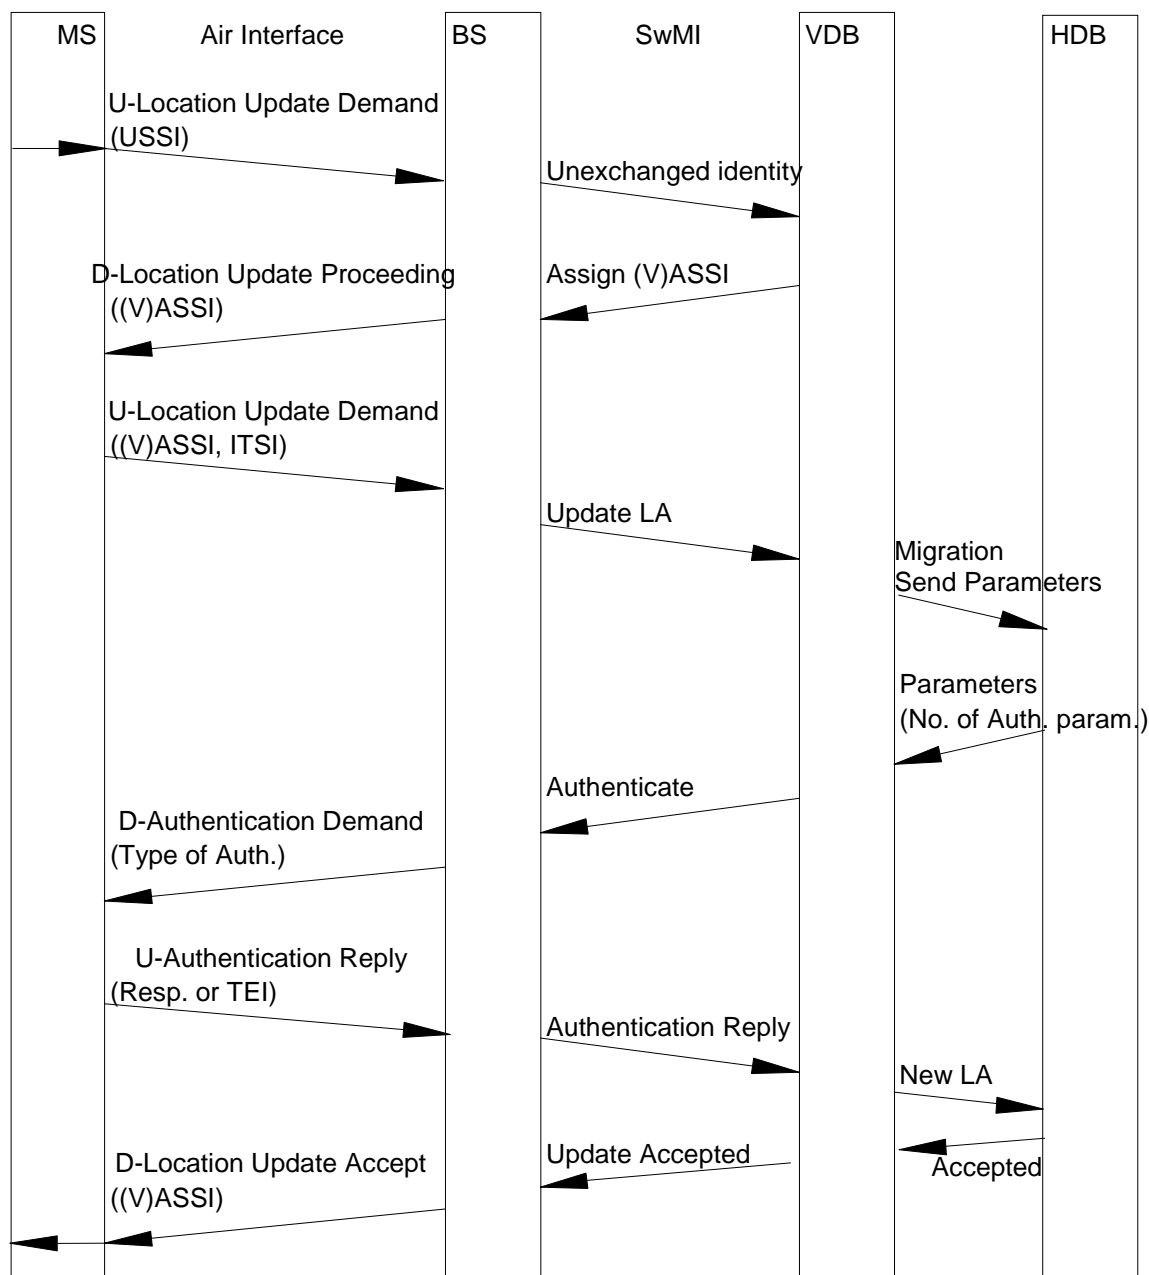 MS
Air Interface
BS
SwMI
VDB
HDB
U-Location Update Demand
(USSI)
Unexchanged identity
D-Location Update Proceeding
((V)ASSI)
Assign (V)ASSI
U-Location Update Demand
((V)ASSI, ITSI)
Update LA
Migration
Send Parameters
Parameters
(No. of Auth. param.)
Authenticate
D-Authentication Demand
(Type of Auth.)
U-Authentication Reply
(Resp. or TEI)
Authentication Reply
New LA
Accepted
Update Accepted
D-Location Update Accept
((V)ASSI)